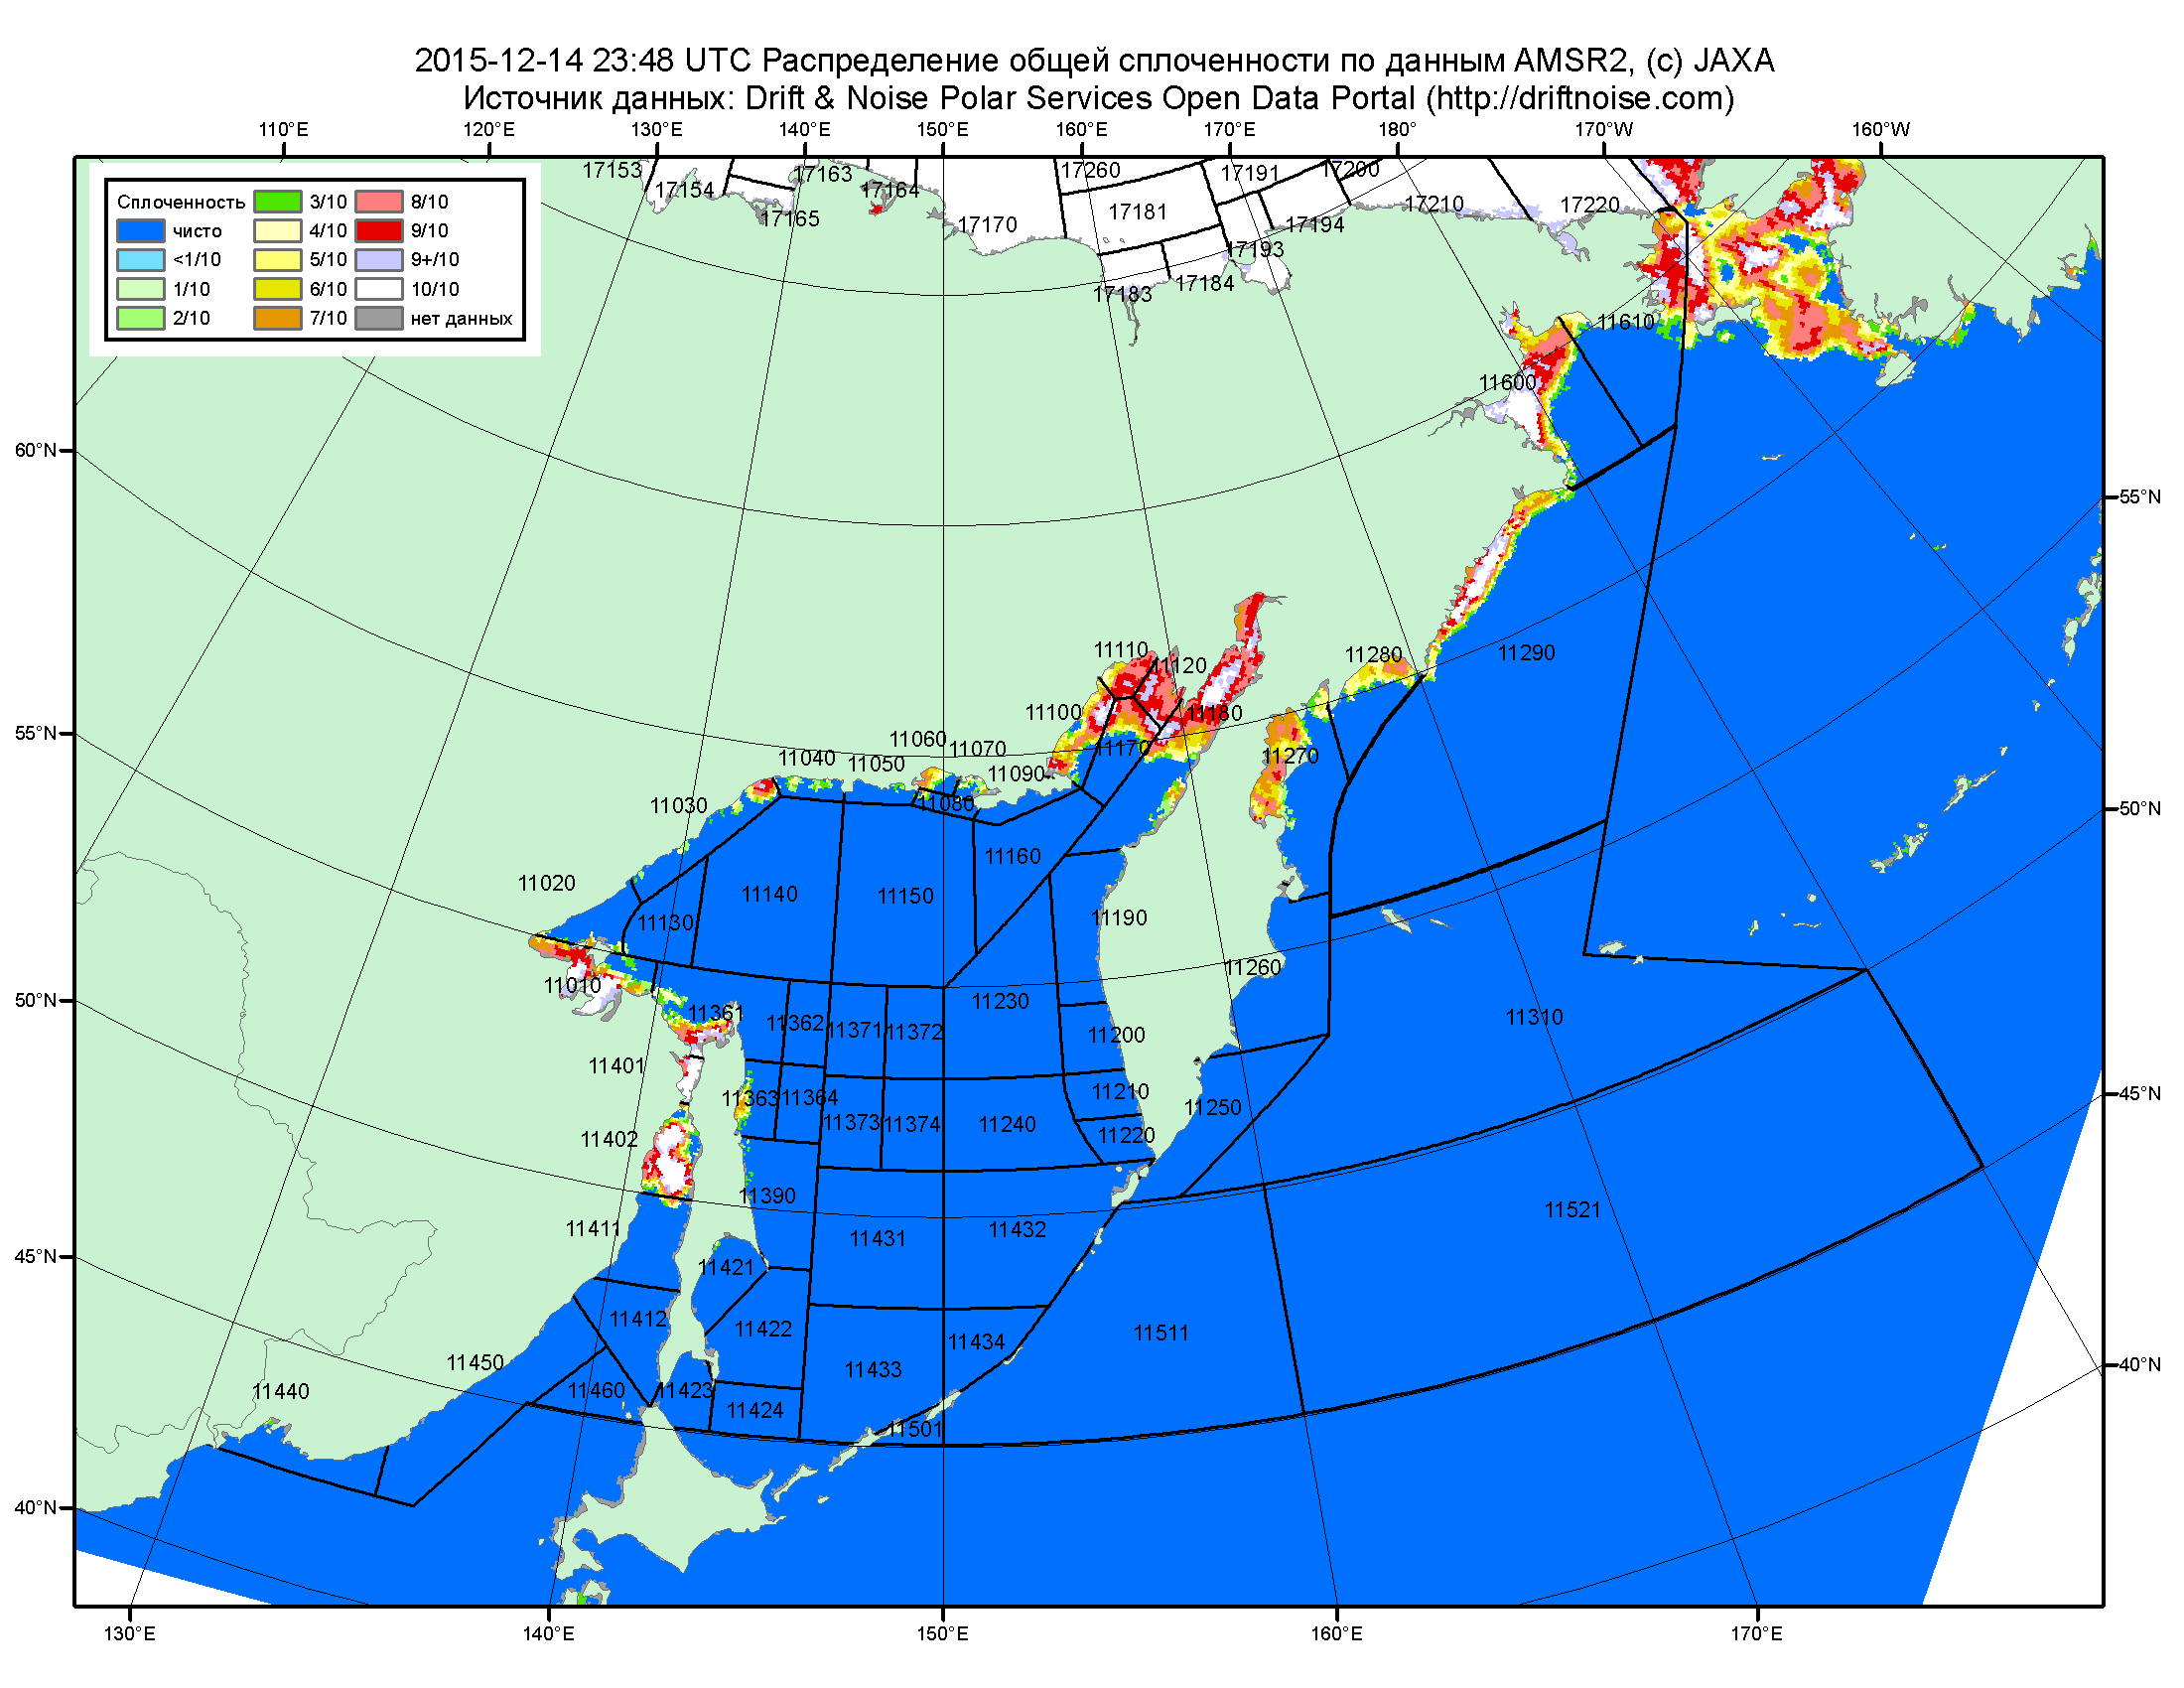 2015-12-14 23:48 UTC Распределение общей сплоченности по данным AMSR2, (c) JAXA
Источник данных: Drift & Noise Polar Services Open Data Portal (http://driftnoise.com)
110°E 120°E 130°E 140°E 150°E 160°E 170°E 180° 170°W 160°W
Сплоченность
чисто
<1/10
1/10
2/10
3/10
4/10
5/10
6/10
7/10
8/10
9/10
9+/10
10/10
нет данных
17153 17154 17163 17164 17165 17170
17260 17181 17191 17200 17210 17220
17194 17193 17184 17183
11610
11600
60°N
55°N
11290
11280
11110 11120
11100 11180
11170
11270
11060 11070
11040 11050 11090
11080
11030
55°N
50°N
11160
11020 11140 11150
11130 11190
11260
11010
50°N
11230
11361 11362 11371 11372 11200
11310
11401
11363 11364 11373 11374 11240 11210 11250
45°N
11402 11220
11390
11521
11411 11431 11432
45°N
11421
11412 11422 11434 11511
11450 11433
40°N
11440 11460 11423 11424
11501
40°N
130°E 140°E 150°E 160°E 170°E